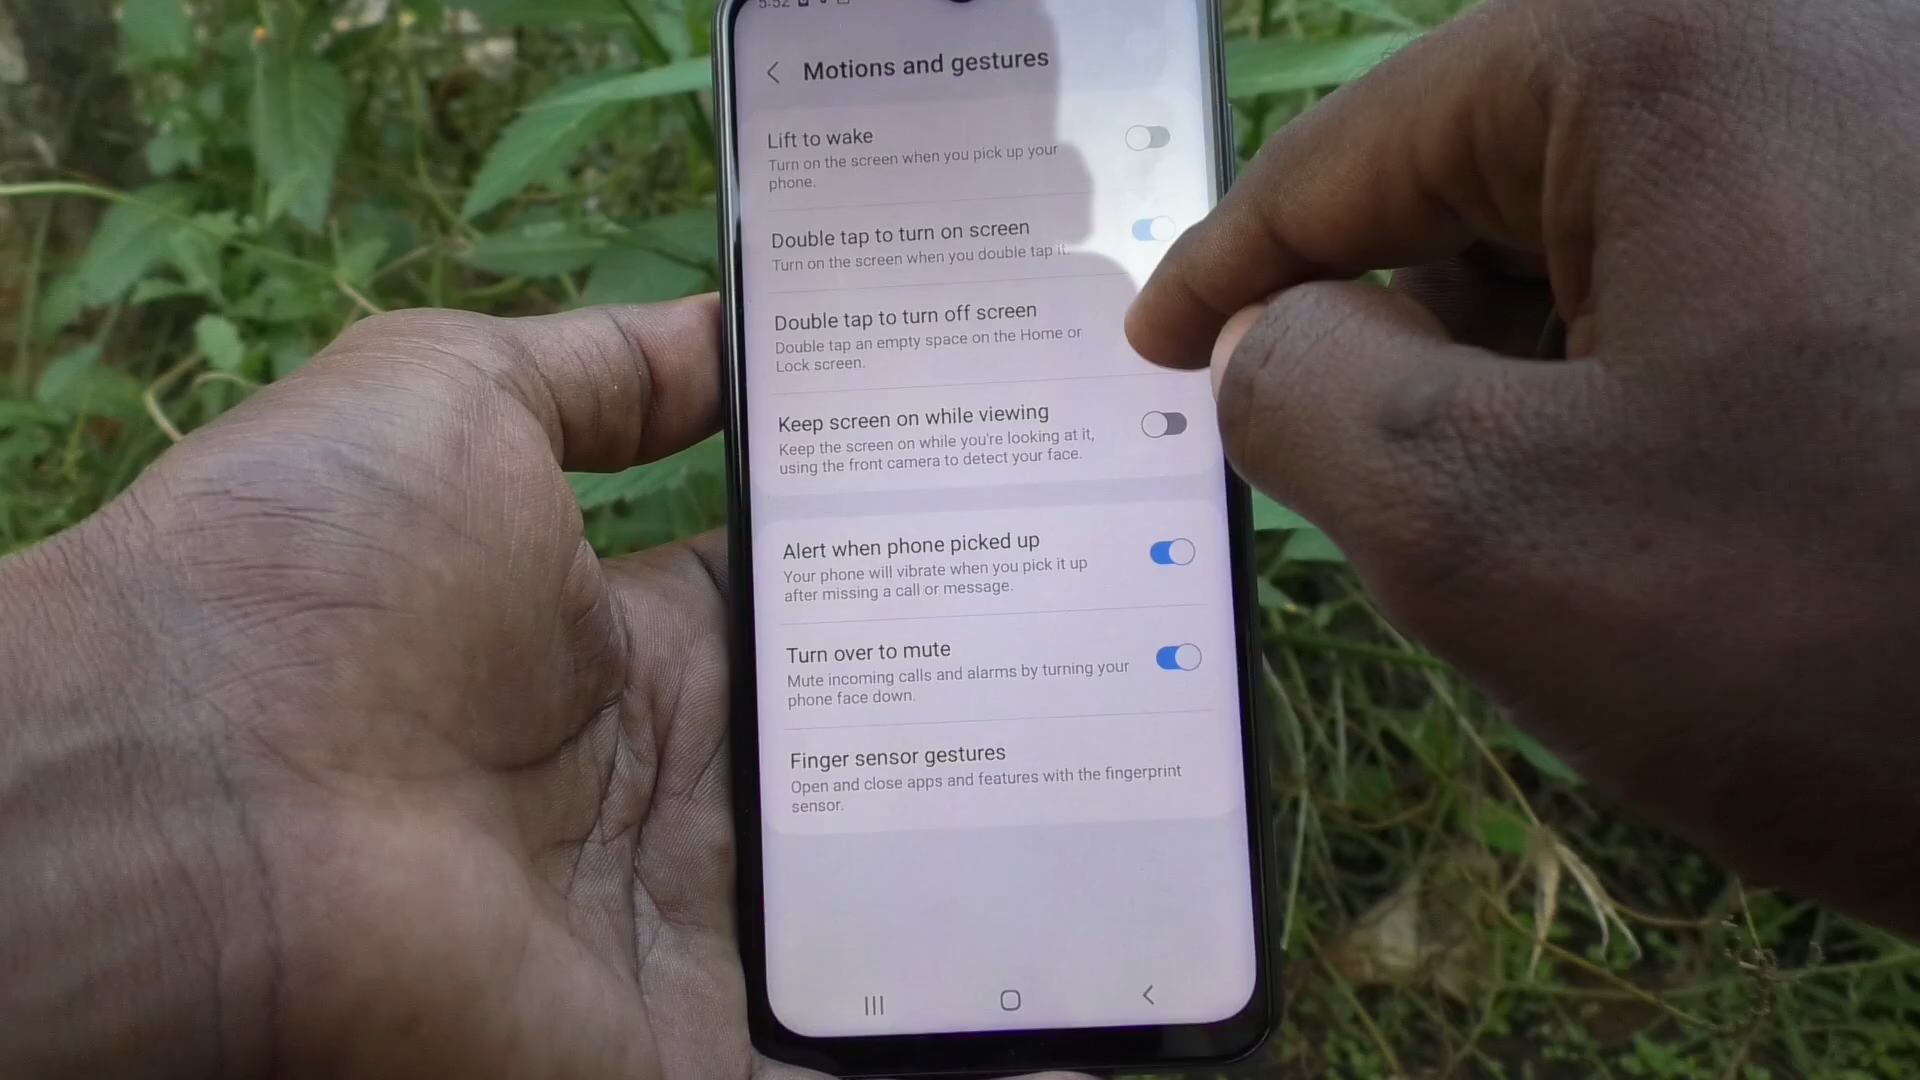 5:52
Motions and gestures
Lift to wake
Turn on the screen when you pick up your
phone.
Double tap to turn on screen
Turn on the screen when you double tap it.
Double tap to turn off screen
Double tap an empty space on the Home or
Lock screen.
Keep screen on while viewing
Keep the screen on while you're looking at it,
using the front camera to detect your face.
Alert when phone picked up
Your phone will vibrate when you pick it up
after missing a call or message.
Turn over to mute
Mute incoming calls and alarms by turning your
phone face down.
Finger sensor gestures
Open and close apps and features with the fingerprint
sensor.